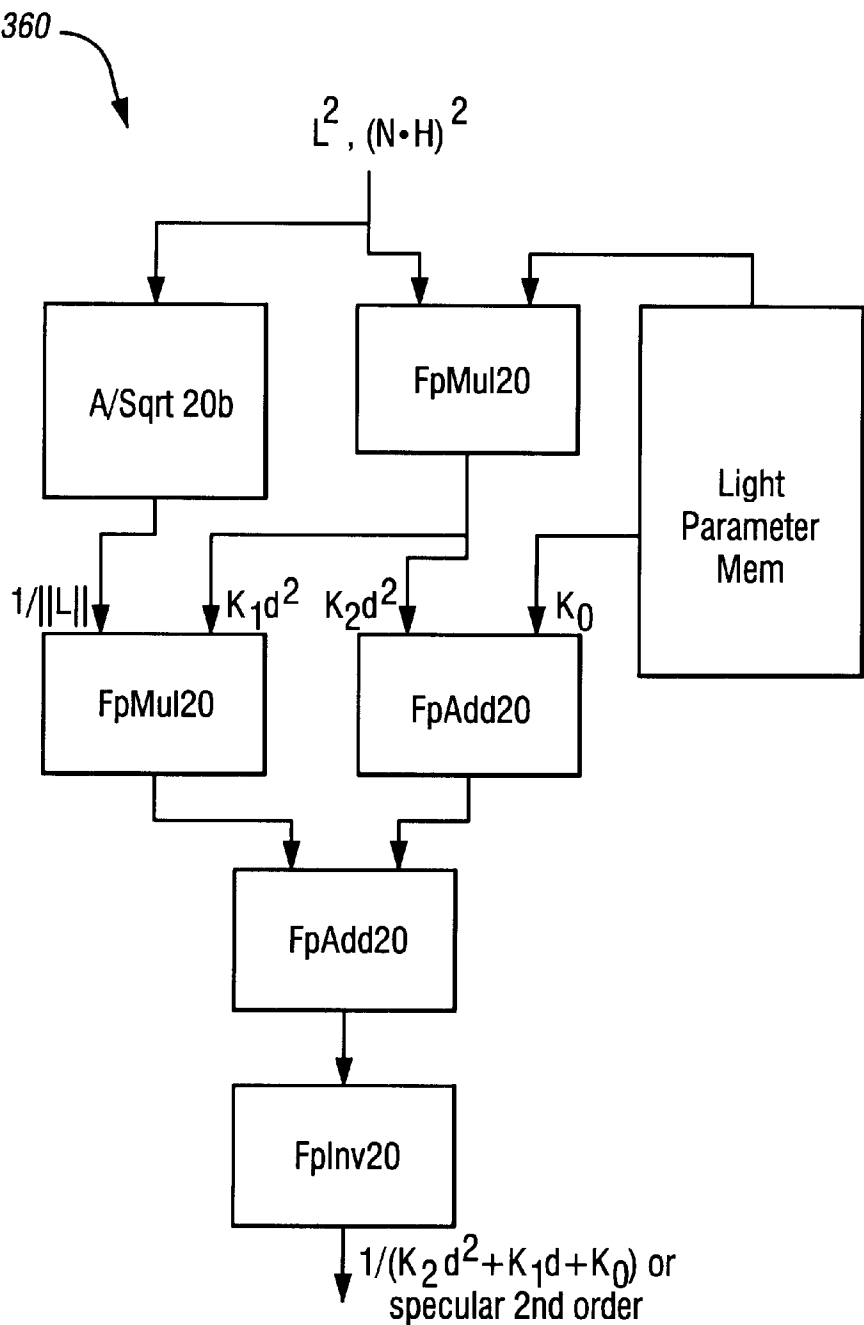 360
L², (N•H)²
A/Sqrt 20b
FpMul20
Light
Parameter
Mem
1/||L||
K₁d²
K₂d²
K₀
FpMul20
FpAdd20
FpAdd20
FpInv20
1/(K₂d²+K₁d+K₀) or
specular 2nd order